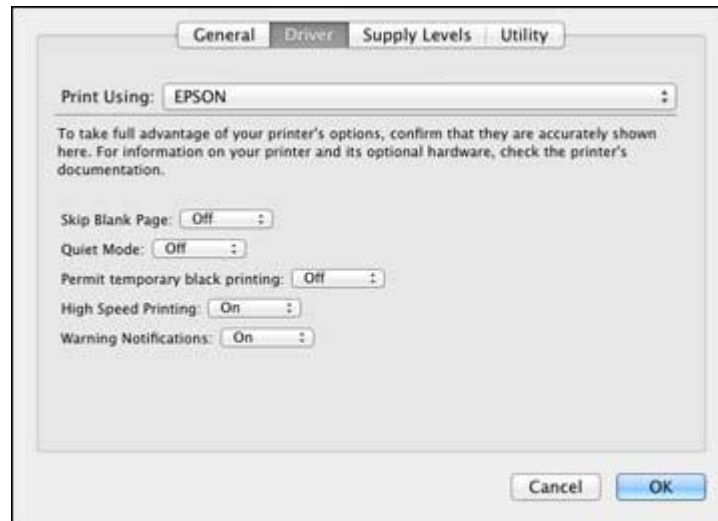 General Driver Supply Levels Utility
Print Using: EPSON
To take full advantage of your printer's options, confirm that they are accurately shown
here. For information on your printer and its optional hardware, check the printer's
documentation.
Skip Blank Page: Off
Quiet Mode: Off
Permit temporary black printing: Off
High Speed Printing: On
Warning Notifications: On
Cancel OK